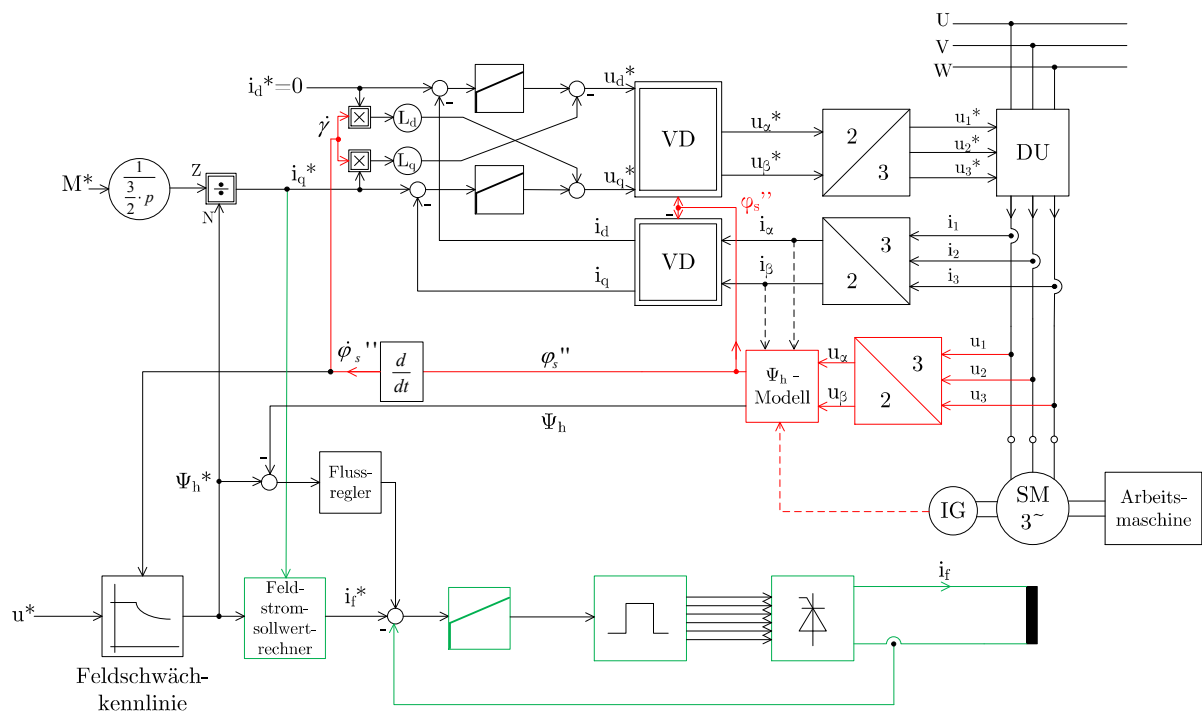 U
V
W
i_d*=0
u_d*
VD
u_α*
u_β*
2
3
u_1*
u_2*
u_3*
DU
γ̇
L_d
L_q
M*
1
3/2 · p
Z
÷
N
i_q*
u_q*
φ_s''
i_d
i_q
VD
i_α
i_β
3
2
i_1
i_2
i_3
φ̇_s''
d
dt
φ_s''
Ψ_h -
Modell
u_α
u_β
3
2
u_1
u_2
u_3
Ψ_h
Ψ_h*
Fluss-
regler
IG
SM
3~
Arbeits-
maschine
u*
Feld-
strom-
sollwert-
rechner
i_f*
i_f
Feldschwäch-
kennlinie